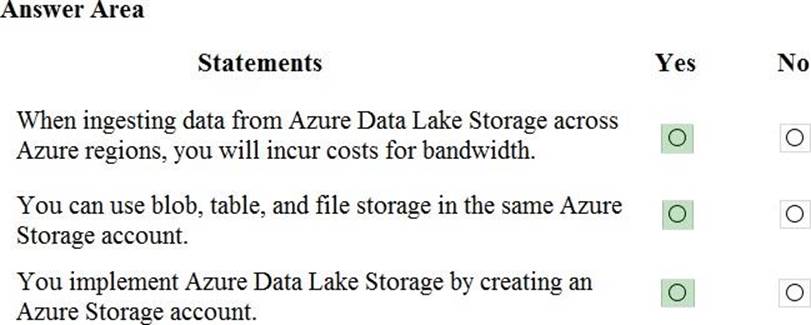 Answer Area
Statements Yes No
When ingesting data from Azure Data Lake Storage across
Azure regions, you will incur costs for bandwidth.
You can use blob, table, and file storage in the same Azure
Storage account.
You implement Azure Data Lake Storage by creating an
Azure Storage account.